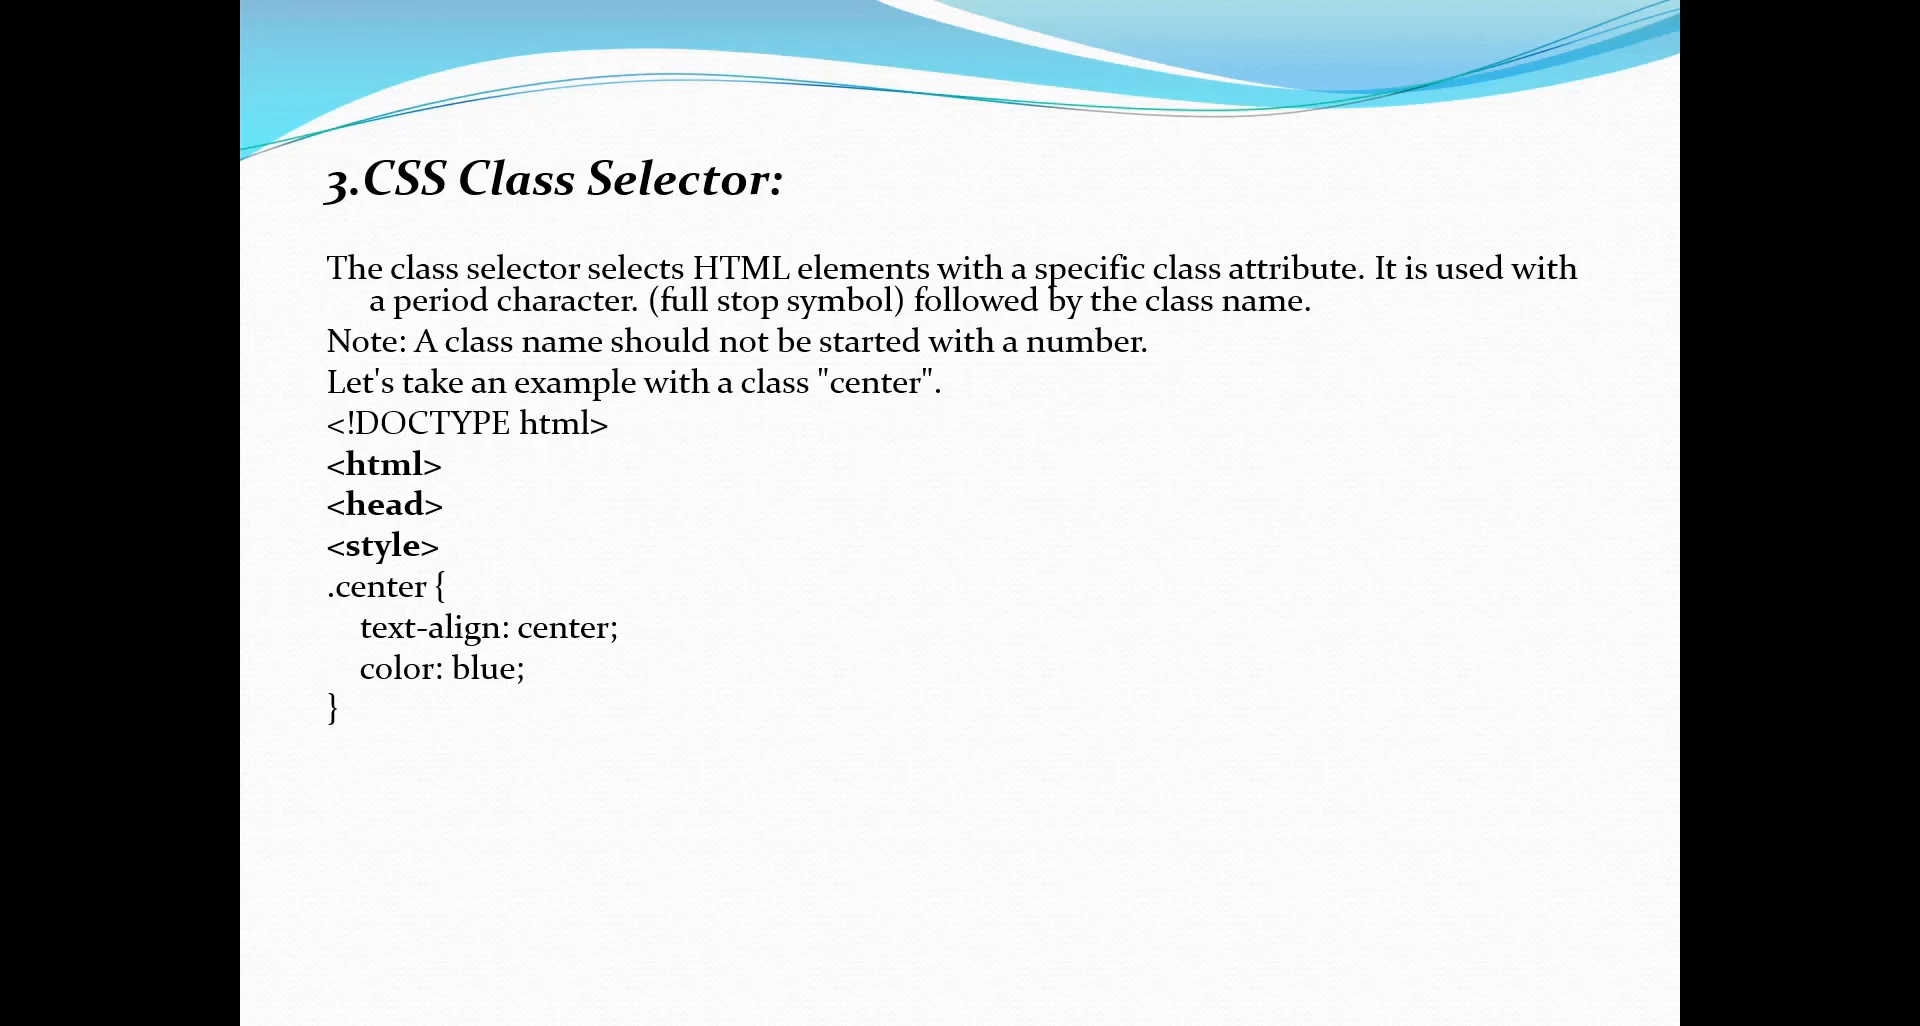 3.CSS Class Selector:
The class selector selects HTML elements with a specific class attribute. It is used with
a period character. (full stop symbol) followed by the class name.
Note: A class name should not be started with a number.
Let's take an example with a class "center".
<!DOCTYPE html>
<html>
<head>
<style>
.center {
text-align: center;
color: blue;
}